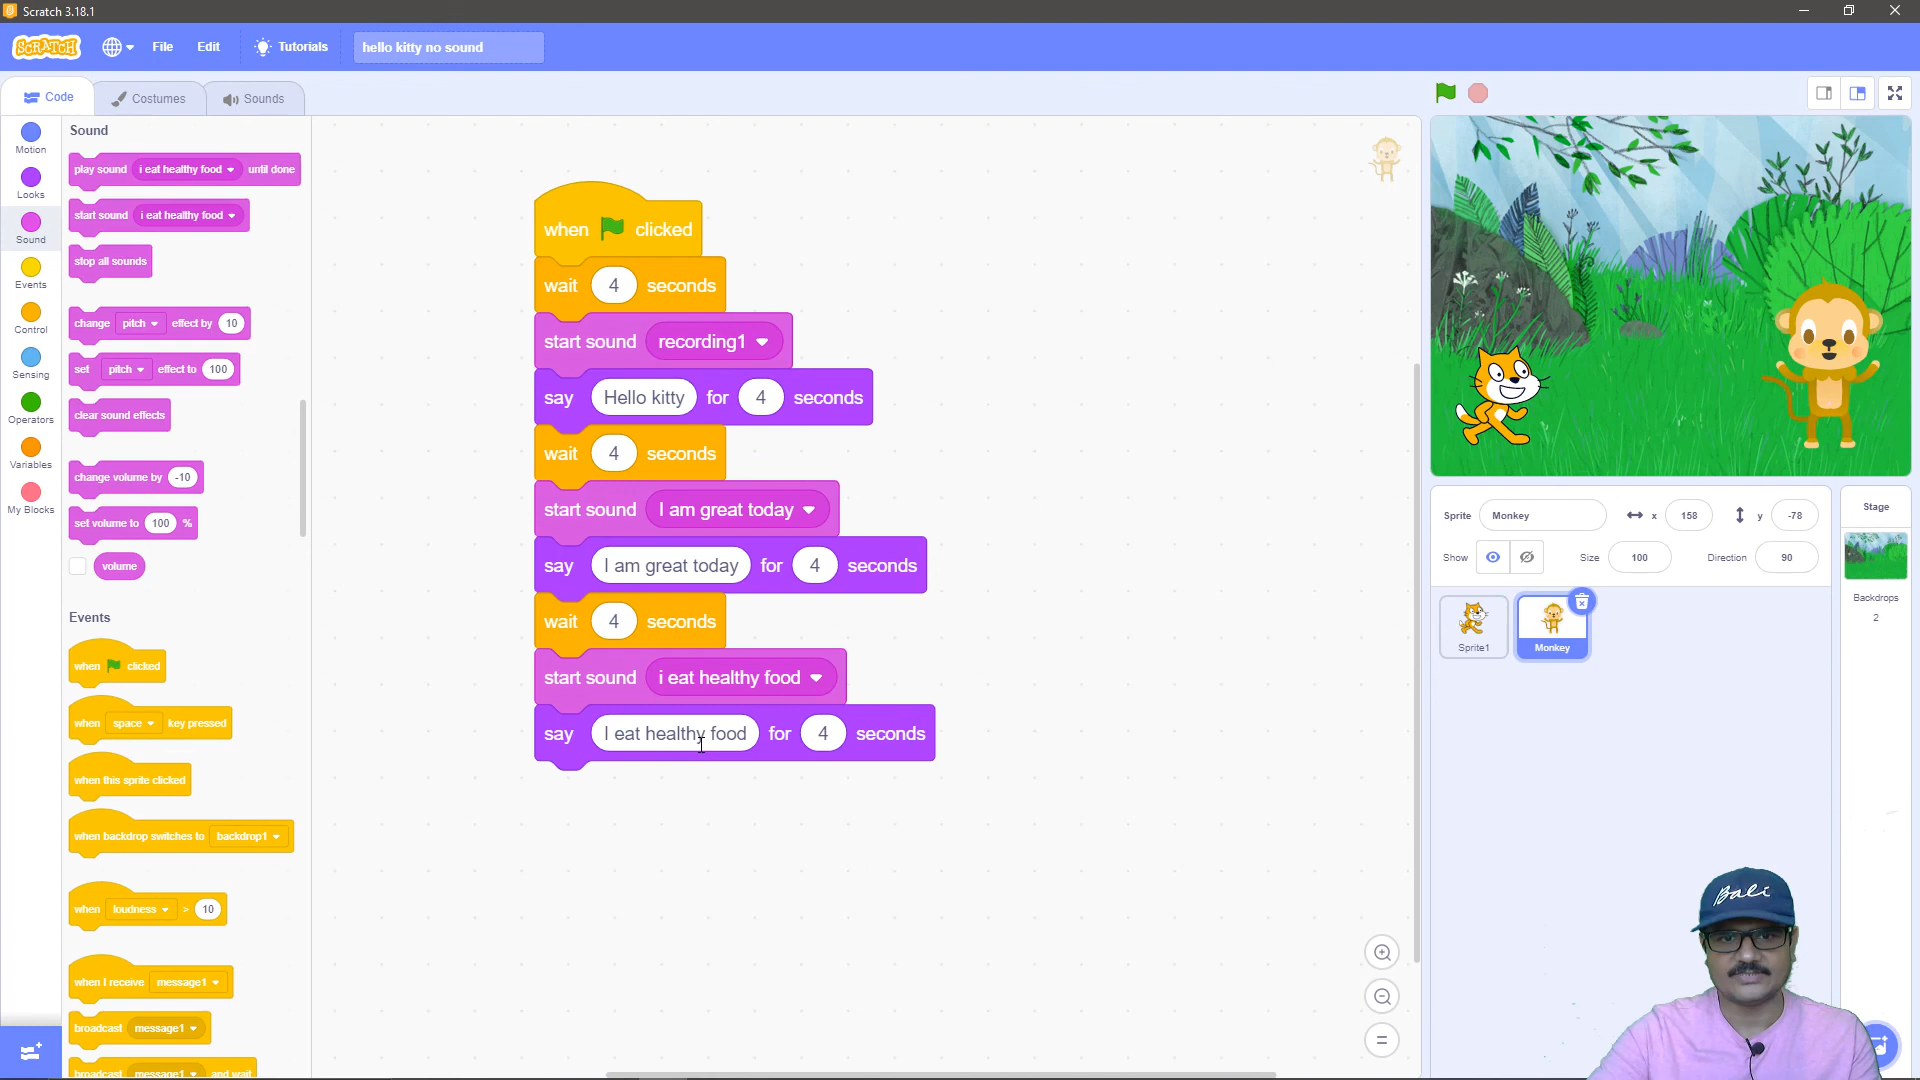 Scratch 3.18.1
SCRATCH File Edit Tutorials hello kitty no sound
Code Costumes Sounds
Motion
Looks
Sound
Events
Control
Sensing
Operators
Variables
My Blocks
Sound
play sound i eat healthy food until done
start sound i eat healthy food
stop all sounds
change pitch effect by 10
set pitch effect to 100
clear sound effects
change volume by -10
set volume to 100 %
volume
Events
when clicked
when space key pressed
when this sprite clicked
when backdrop switches to backdrop1
when loudness > 10
when I receive message1
broadcast message1
broadcast message1 and wait
when clicked
wait 4 seconds
start sound recording1
say Hello kitty for 4 seconds
wait 4 seconds
start sound I am great today
say I am great today for 4 seconds
wait 4 seconds
start sound i eat healthy food
say I eat healthy food for 4 seconds
Sprite Monkey x 158 y -78
Show Size 100 Direction 90
Sprite1
Monkey
Stage
Backdrops
2
Bali